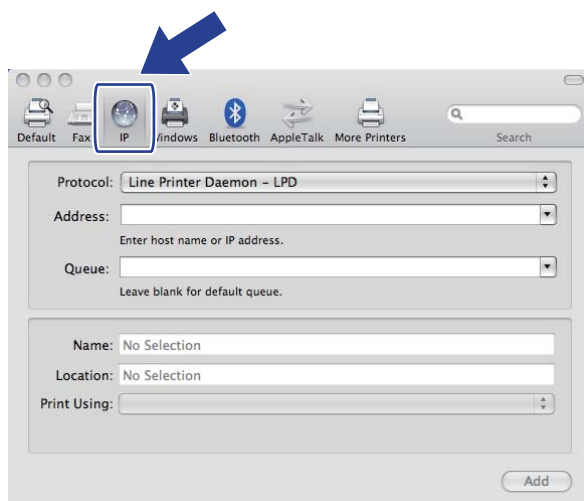 Default Fax IP Windows Bluetooth AppleTalk More Printers Search
Protocol: Line Printer Daemon – LPD
Address:
Enter host name or IP address.
Queue:
Leave blank for default queue.
Name: No Selection
Location: No Selection
Print Using:
Add